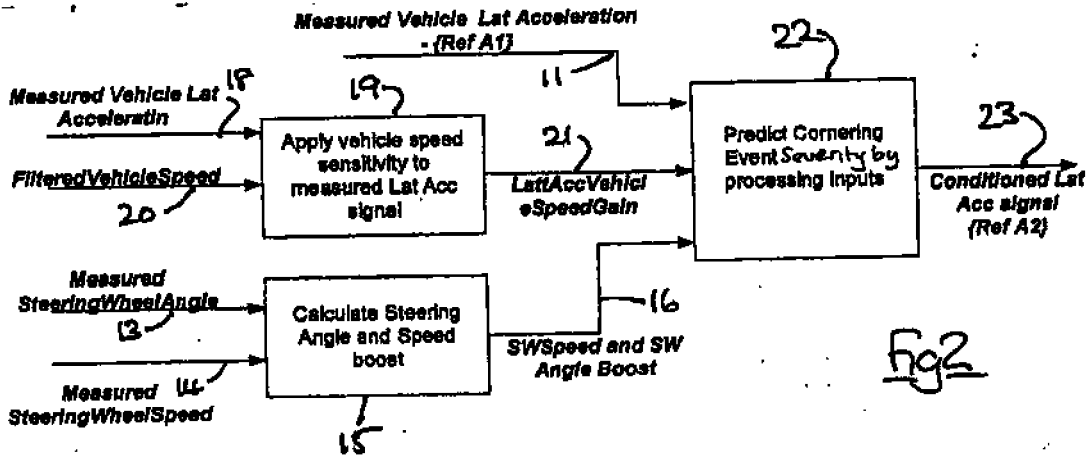 Measured Vehicle Lat Acceleration
- {Ref A1}
11
22
Measured Vehicle Lat
Acceleratin
18
FilteredVehicleSpeed
20
19
Apply vehicle speed
sensitivity to
measured Lat Acc
signal
21
LattAccVehicl
eSpeedGain
Predict Cornering
Event Severity by
processing inputs
23
Conditioned Lat
Acc signal
{Ref A2}
Measured
SteeringWheelAngle
13
14
Measured
SteeringWheelSpeed
Calculate Steering
Angle and Speed
boost
15
16
SWSpeed and SW
Angle Boost
Fig 2